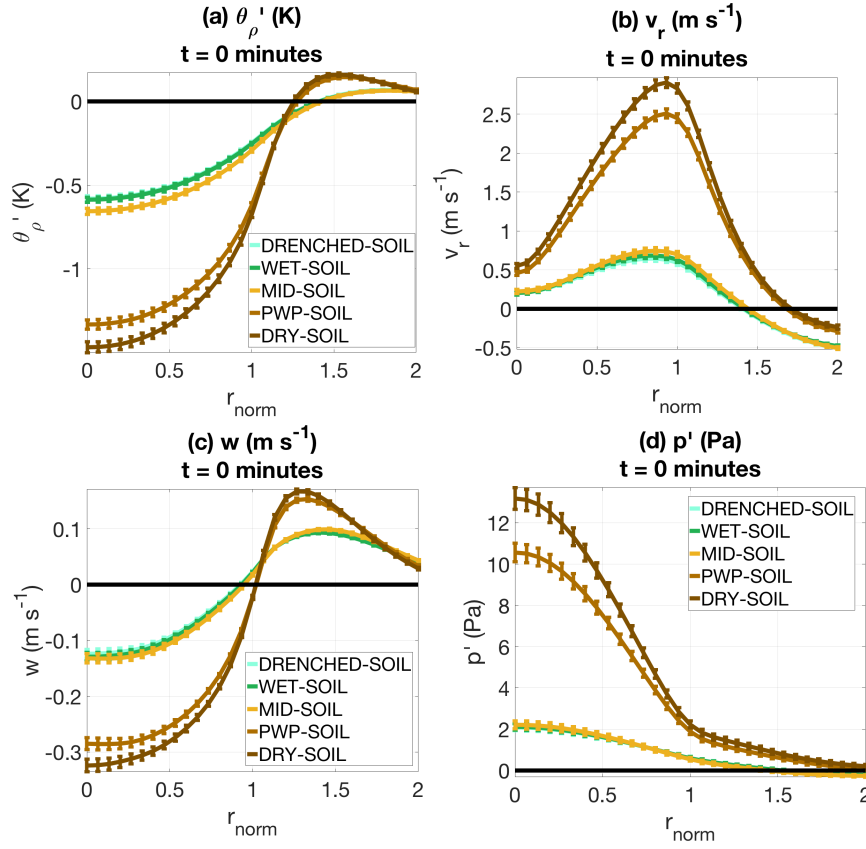 (a) θρ' (K)
t = 0 minutes
θρ' (K)
0
-0.5
-1
DRENCHED-SOIL
WET-SOIL
MID-SOIL
PWP-SOIL
DRY-SOIL
0 0.5 1 1.5 2
rnorm
(b) vr (m s-1)
t = 0 minutes
vr (m s-1)
2.5
2
1.5
1
0.5
0
-0.5
0 0.5 1 1.5 2
rnorm
(c) w (m s-1)
t = 0 minutes
w (m s-1)
0.1
0
-0.1
-0.2
-0.3
DRENCHED-SOIL
WET-SOIL
MID-SOIL
PWP-SOIL
DRY-SOIL
0 0.5 1 1.5 2
rnorm
(d) p' (Pa)
t = 0 minutes
p' (Pa)
12
10
8
6
4
2
0
DRENCHED-SOIL
WET-SOIL
MID-SOIL
PWP-SOIL
DRY-SOIL
0 0.5 1 1.5 2
rnorm